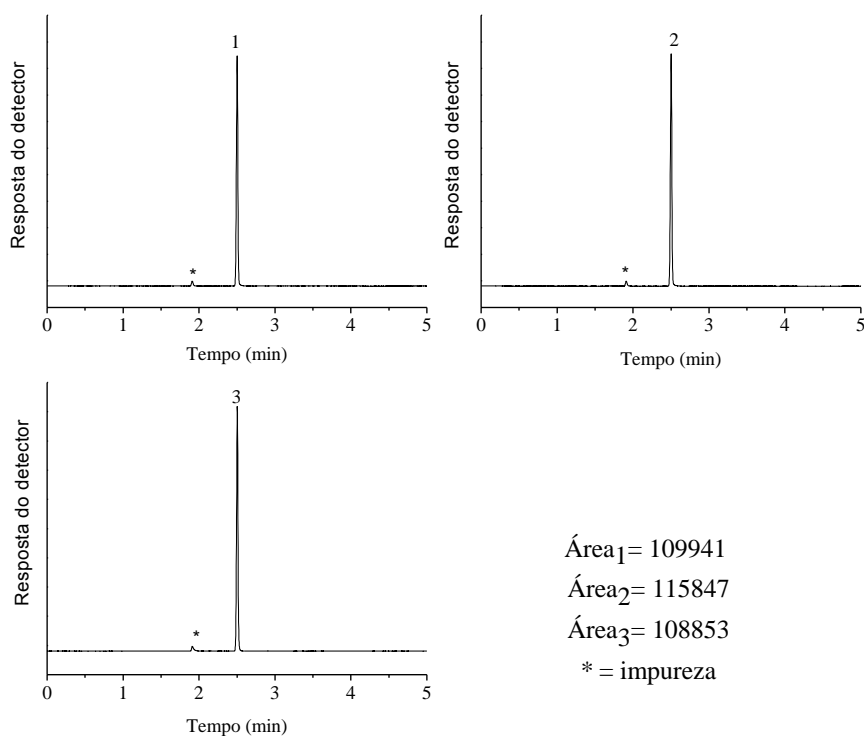 1
Resposta do detector
*
0 1 2 3 4 5
Tempo (min)
2
Resposta do detector
*
0 1 2 3 4 5
Tempo (min)
3
Resposta do detector
*
0 1 2 3 4 5
Tempo (min)
Área1= 109941
Área2= 115847
Área3= 108853
* = impureza